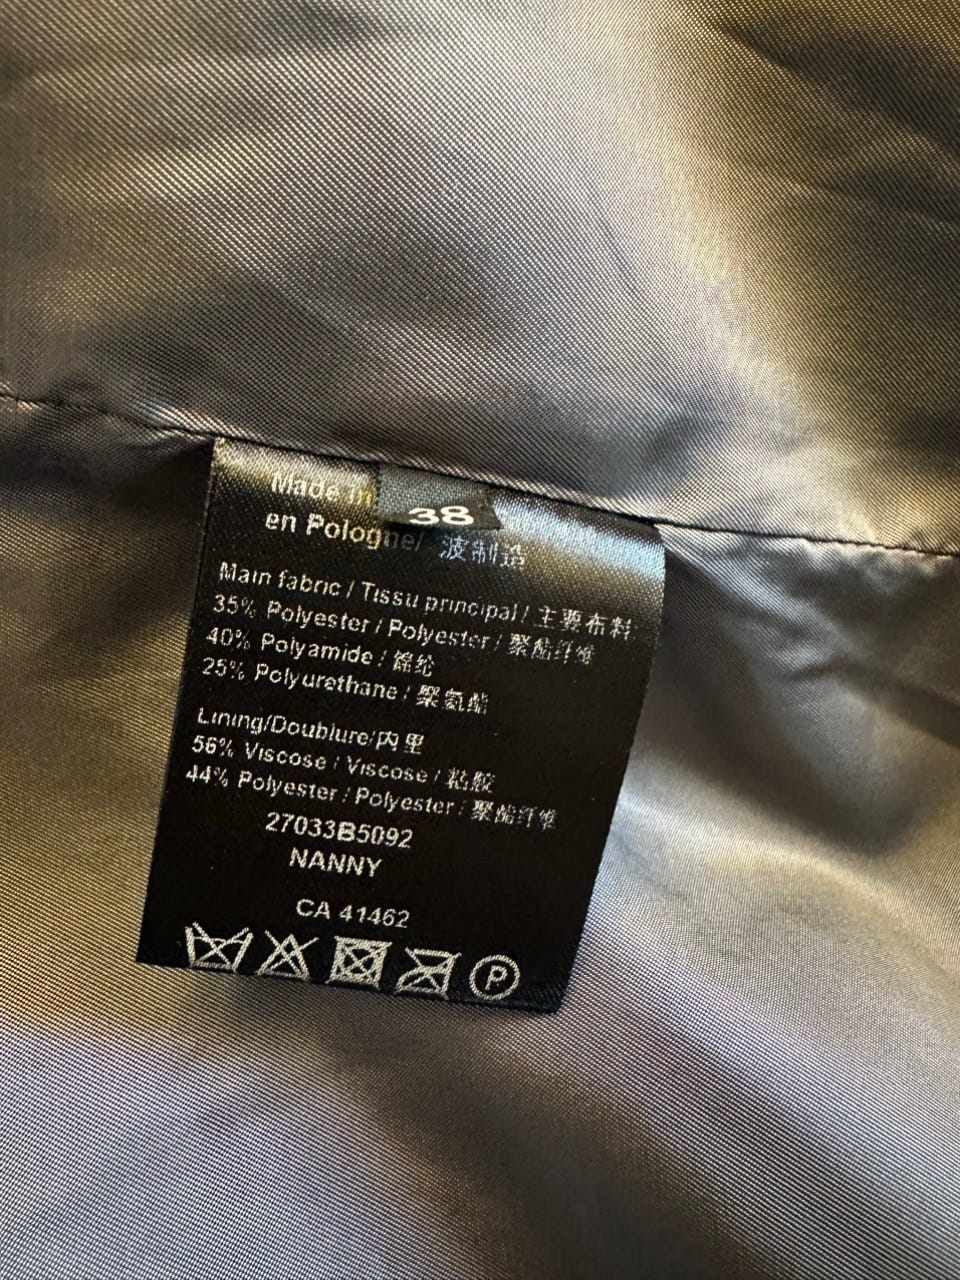 Made in
38
en Pologne/ 波制造
Main fabric / Tissu principal / 主要布料
35% Polyester / Polyester / 聚酯纤维
40% Polyamide / 锦纶
25% Polyurethane / 聚氨酯
Lining/Doublure/内里
56% Viscose / Viscose / 粘胶
44% Polyester / Polyester / 聚酯纤维
27033B5092
NANNY
CA 41462
P